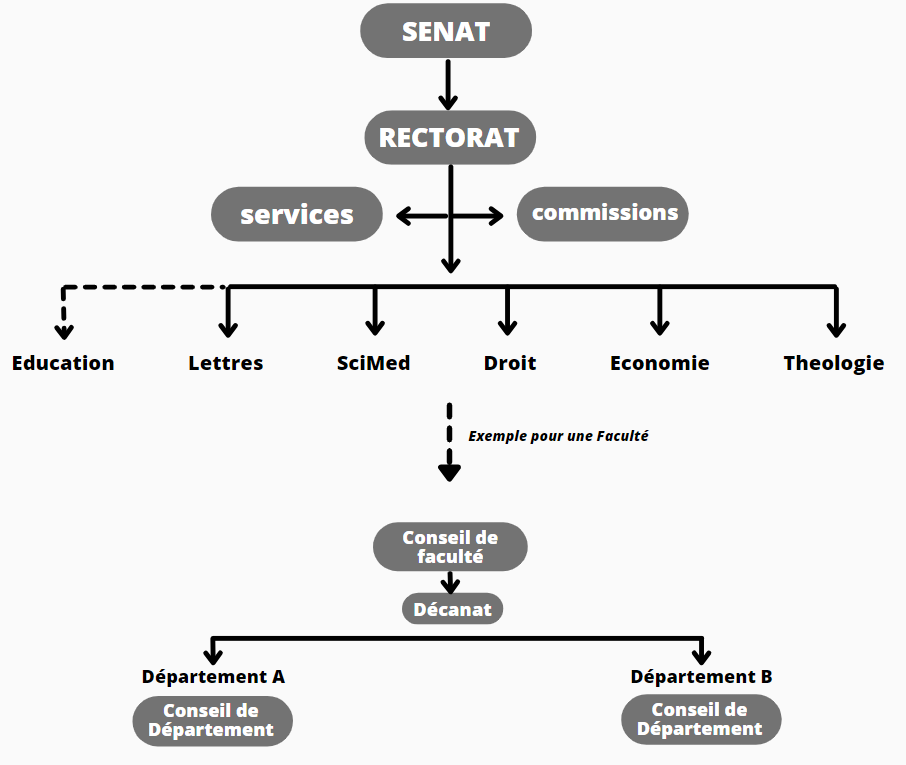 SENAT
RECTORAT
services
commissions
Education
Lettres
SciMed
Droit
Economie
Theologie
Exemple pour une Faculté
Conseil de
faculté
Décanat
Département A
Département B
Conseil de
Département
Conseil de
Département